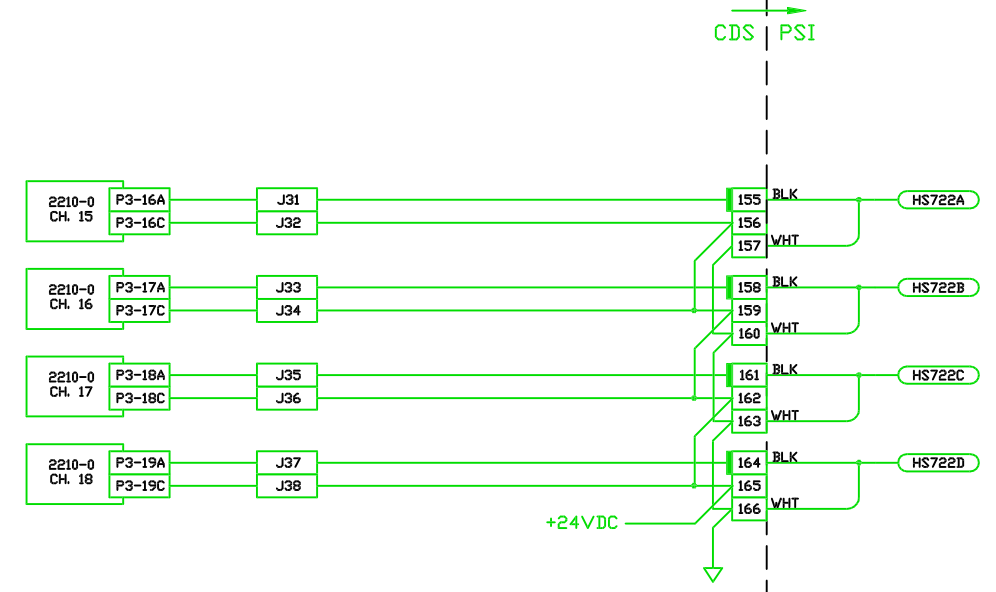 CDS PSI
2210-0
CH. 15
P3-16A J31 155 BLK HS722A
P3-16C J32 156
157 WHT
2210-0
CH. 16
P3-17A J33 158 BLK HS722B
P3-17C J34 159
160 WHT
2210-0
CH. 17
P3-18A J35 161 BLK HS722C
P3-18C J36 162
163 WHT
2210-0
CH. 18
P3-19A J37 164 BLK HS722D
P3-19C J38 165
166 WHT
+24VDC